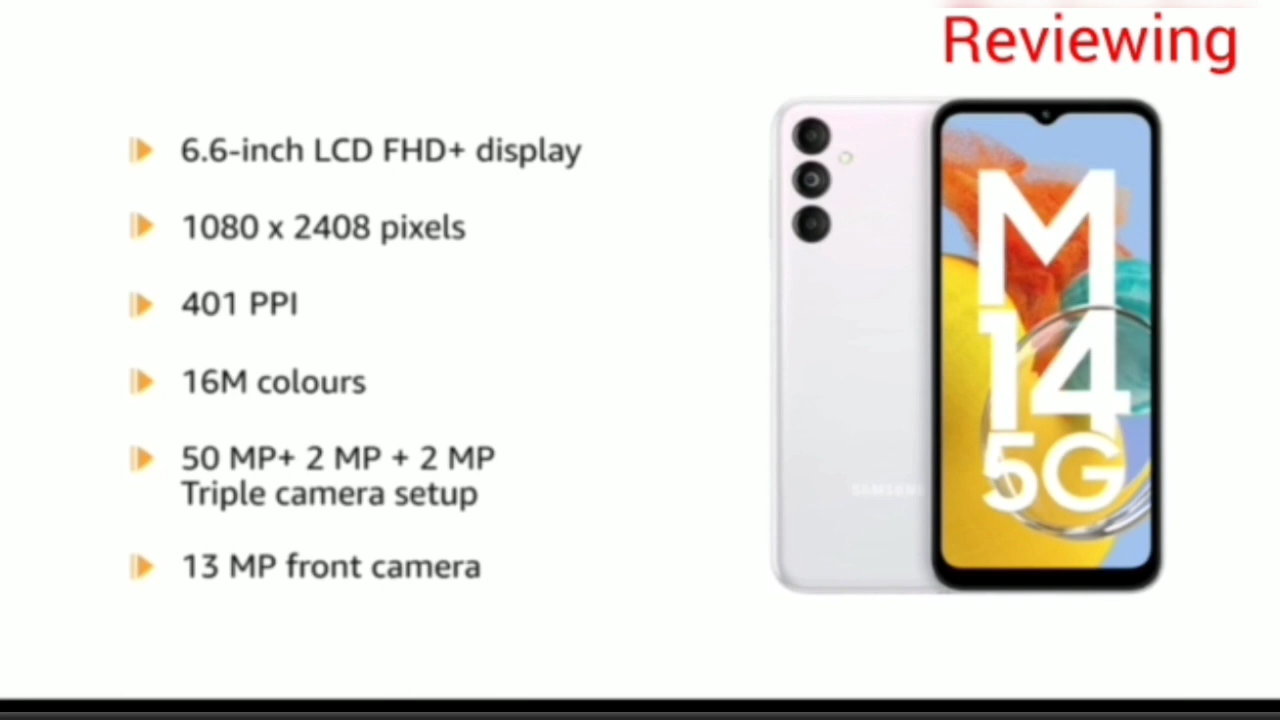 Reviewing
6.6-inch LCD FHD+ display
1080 x 2408 pixels
401 PPI
16M colours
50 MP+ 2 MP + 2 MP
Triple camera setup
13 MP front camera
SAMSUNG
M
14
5G